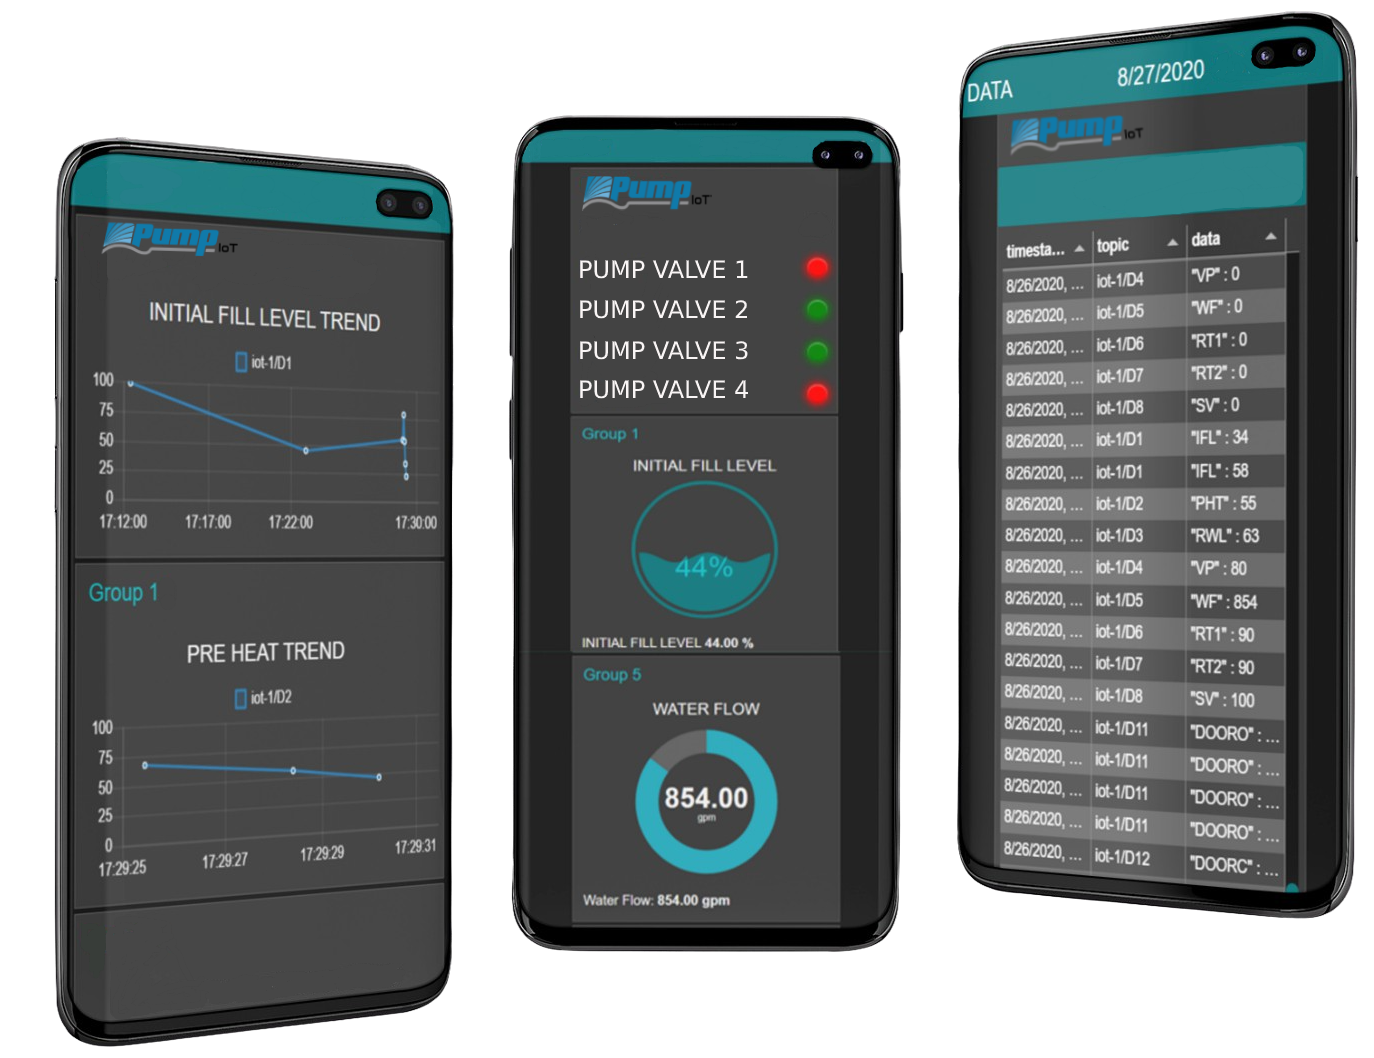 Pump IoT
INITIAL FILL LEVEL TREND
iot-1/D1
100
75
50
25
0
17:12:00 17:17:00 17:22:00 17:30:00
Group 1
PRE HEAT TREND
iot-1/D2
100
75
50
25
0
17:29:25 17:29:27 17:29:29 17:29:31
Pump IoT
PUMP VALVE 1
PUMP VALVE 2
PUMP VALVE 3
PUMP VALVE 4
Group 1
INITIAL FILL LEVEL
44%
INITIAL FILL LEVEL 44.00 %
Group 5
WATER FLOW
854.00
gpm
Water Flow: 854.00 gpm
DATA 8/27/2020
Pump IoT
timesta... topic data
8/26/2020, ... iot-1/D4 "VP" : 0
8/26/2020, ... iot-1/D5 "WF" : 0
8/26/2020, ... iot-1/D6 "RT1" : 0
8/26/2020, ... iot-1/D7 "RT2" : 0
8/26/2020, ... iot-1/D8 "SV" : 0
8/26/2020, ... iot-1/D1 "IFL" : 34
8/26/2020, ... iot-1/D1 "IFL" : 58
8/26/2020, ... iot-1/D2 "PHT" : 55
8/26/2020, ... iot-1/D3 "RWL" : 63
8/26/2020, ... iot-1/D4 "VP" : 80
8/26/2020, ... iot-1/D5 "WF" : 854
8/26/2020, ... iot-1/D6 "RT1" : 90
8/26/2020, ... iot-1/D7 "RT2" : 90
8/26/2020, ... iot-1/D8 "SV" : 100
8/26/2020, ... iot-1/D11 "DOORO" : ...
8/26/2020, ... iot-1/D11 "DOORO" : ...
8/26/2020, ... iot-1/D11 "DOORO" : ...
8/26/2020, ... iot-1/D11 "DOORO" : ...
8/26/2020, ... iot-1/D12 "DOORC" : ...